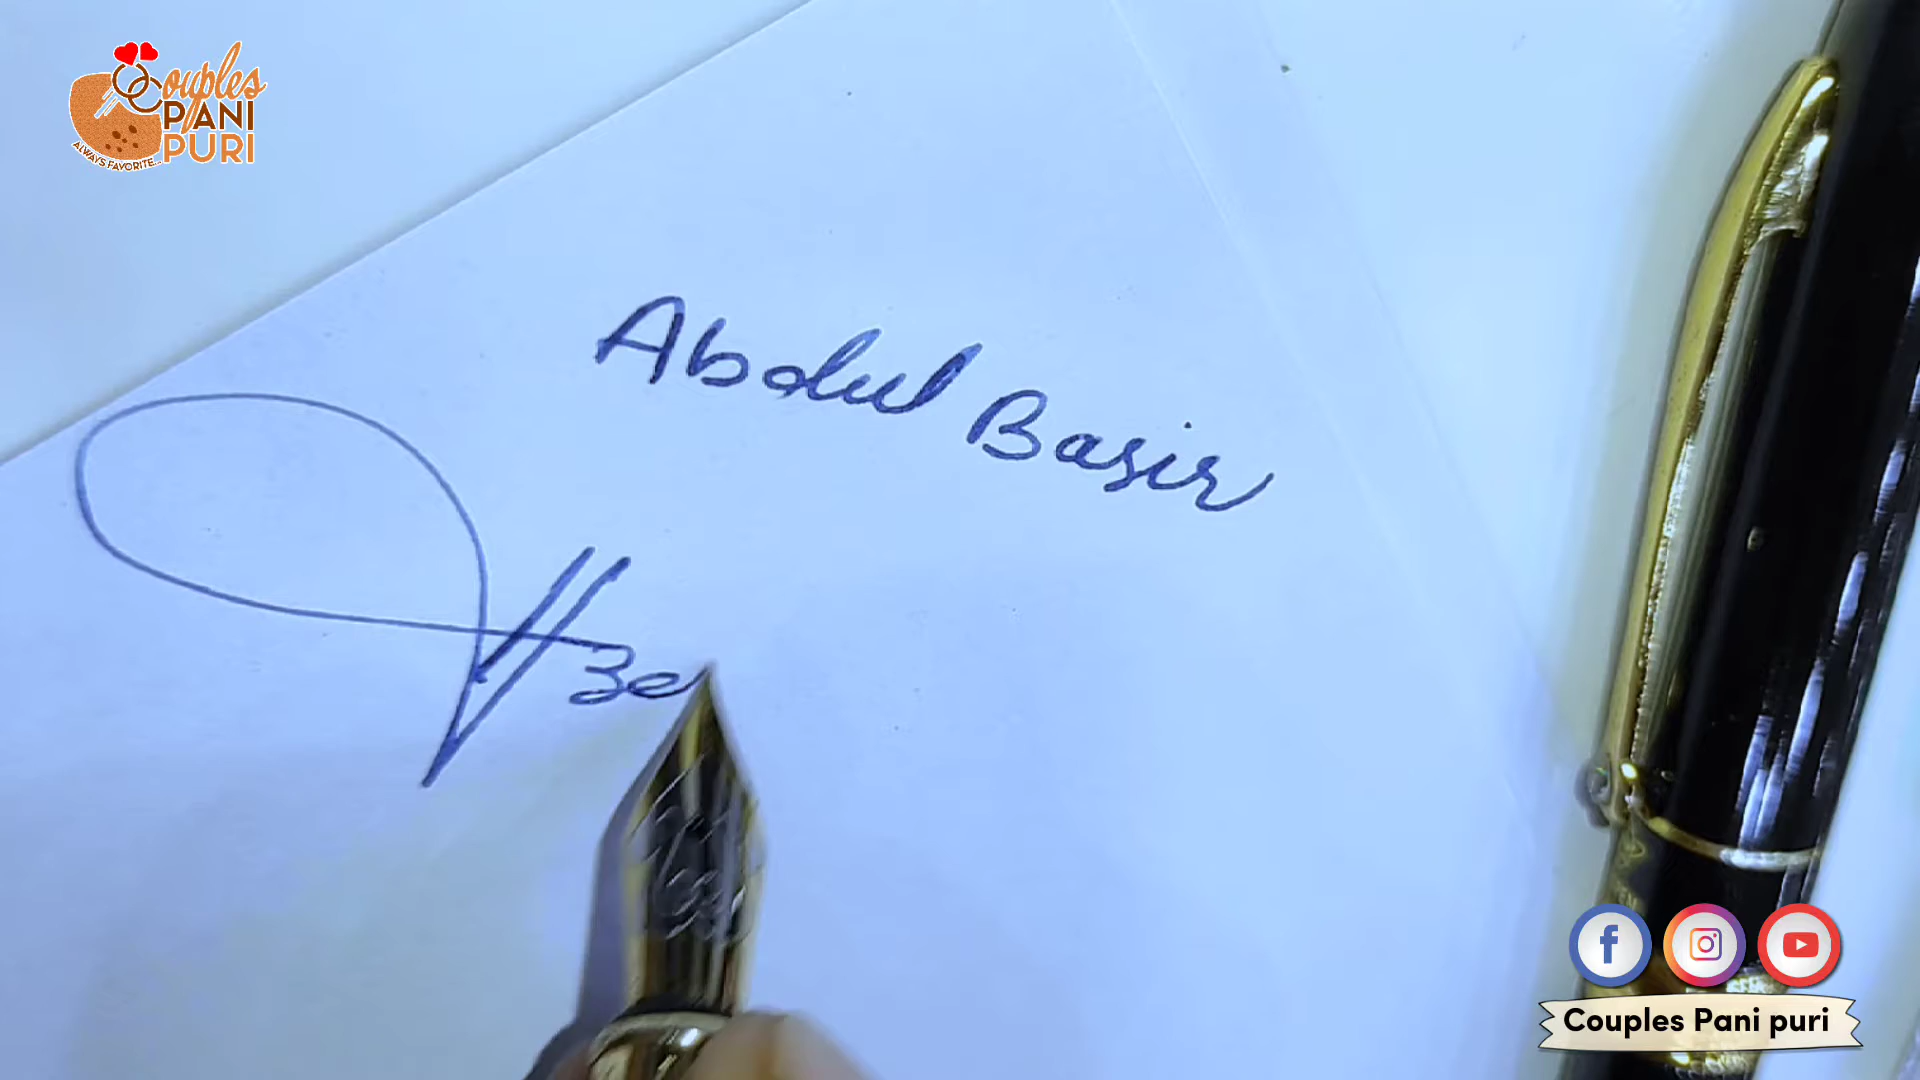 Couples
PANI
PURI
ALWAYS FAVORITE...
Abdul Basir
Couples Pani puri